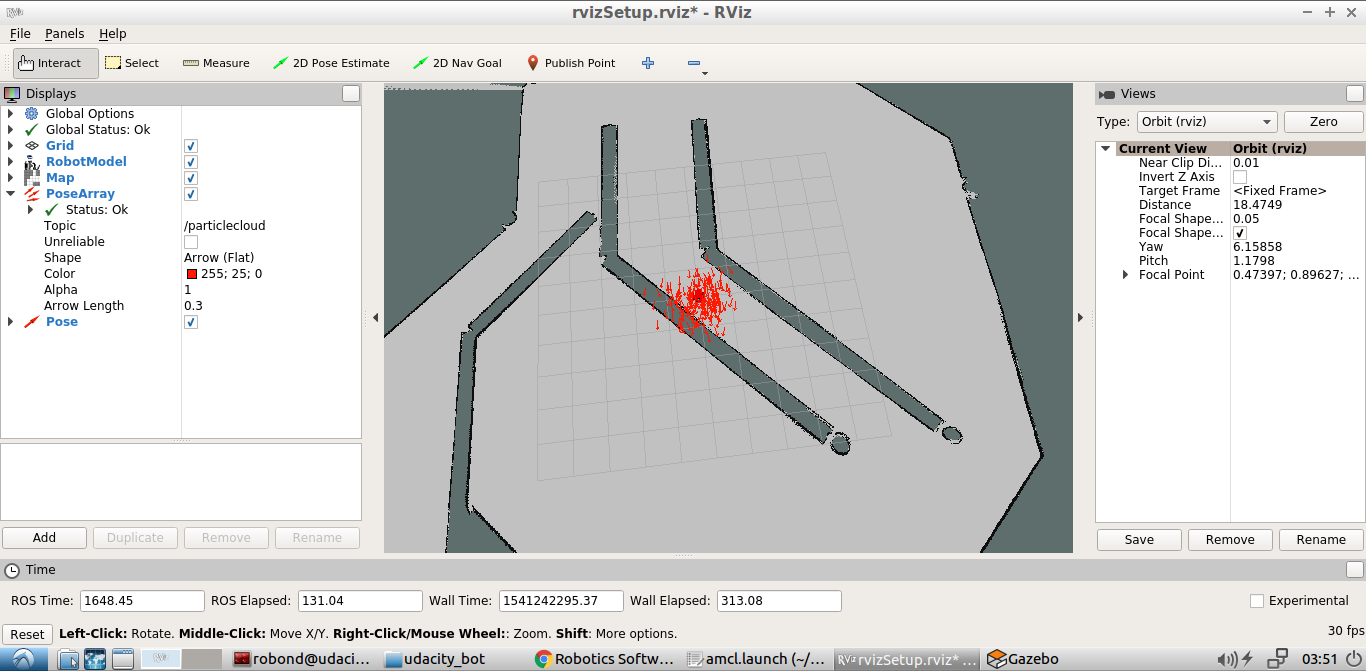 RViz
rvizSetup.rviz* - RViz
File Panels Help
Interact Select Measure 2D Pose Estimate 2D Nav Goal Publish Point
Displays
Global Options
Global Status: Ok
Grid
RobotModel
Map
PoseArray
Status: Ok
Topic /particlecloud
Unreliable
Shape Arrow (Flat)
Color 255; 25; 0
Alpha 1
Arrow Length 0.3
Pose
Add Duplicate Remove Rename
Views
Type: Orbit (rviz) Zero
Current View Orbit (rviz)
Near Clip Di... 0.01
Invert Z Axis
Target Frame <Fixed Frame>
Distance 18.4749
Focal Shape... 0.05
Focal Shape...
Yaw 6.15858
Pitch 1.1798
Focal Point 0.47397; 0.89627; ...
Save Remove Rename
Time
ROS Time: 1648.45 ROS Elapsed: 131.04 Wall Time: 1541242295.37 Wall Elapsed: 313.08 Experimental
Reset Left-Click: Rotate. Middle-Click: Move X/Y. Right-Click/Mouse Wheel:: Zoom. Shift: More options. 30 fps
robond@udaci... udacity_bot Robotics Softw... amcl.launch (~/... RViz rvizSetup.rviz* ... Gazebo 03:51